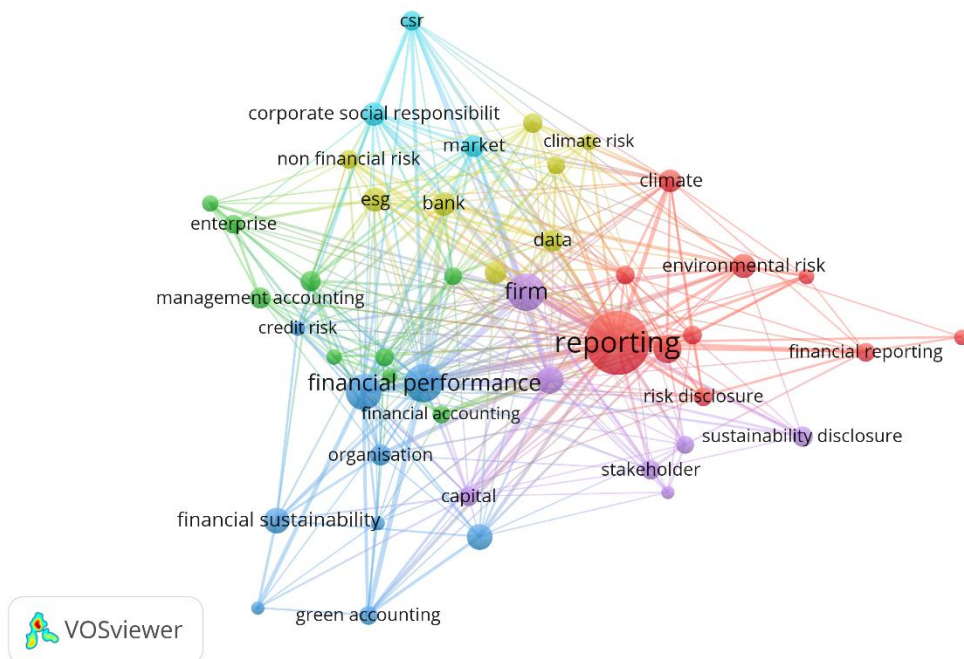 csr
corporate social responsibilit
market
climate risk
non financial risk
climate
esg
bank
enterprise
data
environmental risk
firm
management accounting
credit risk
reporting
financial reporting
financial performance
risk disclosure
financial accounting
sustainability disclosure
organisation
stakeholder
capital
financial sustainability
green accounting
VOSviewer